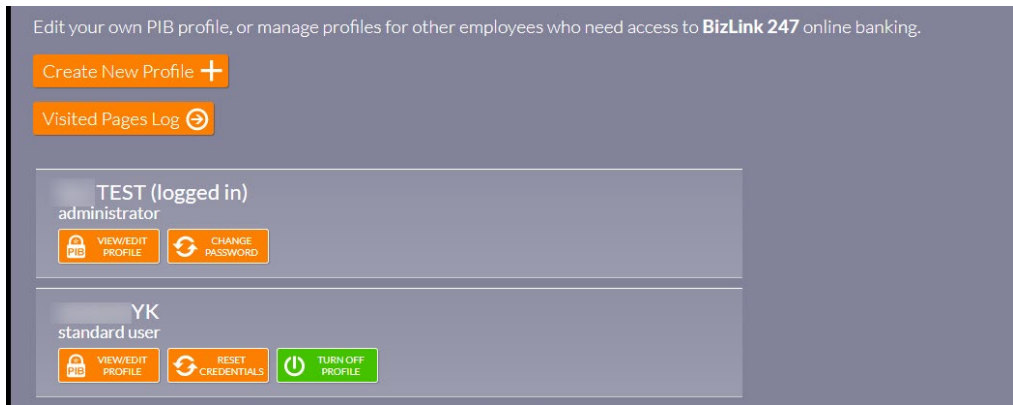 Edit your own PIB profile, or manage profiles for other employees who need access to BizLink 247 online banking.
Create New Profile
Visited Pages Log
TEST (logged in)
administrator
PIB VIEW/EDIT PROFILE
CHANGE PASSWORD
YK
standard user
PIB VIEW/EDIT PROFILE
RESET CREDENTIALS
TURN OFF PROFILE